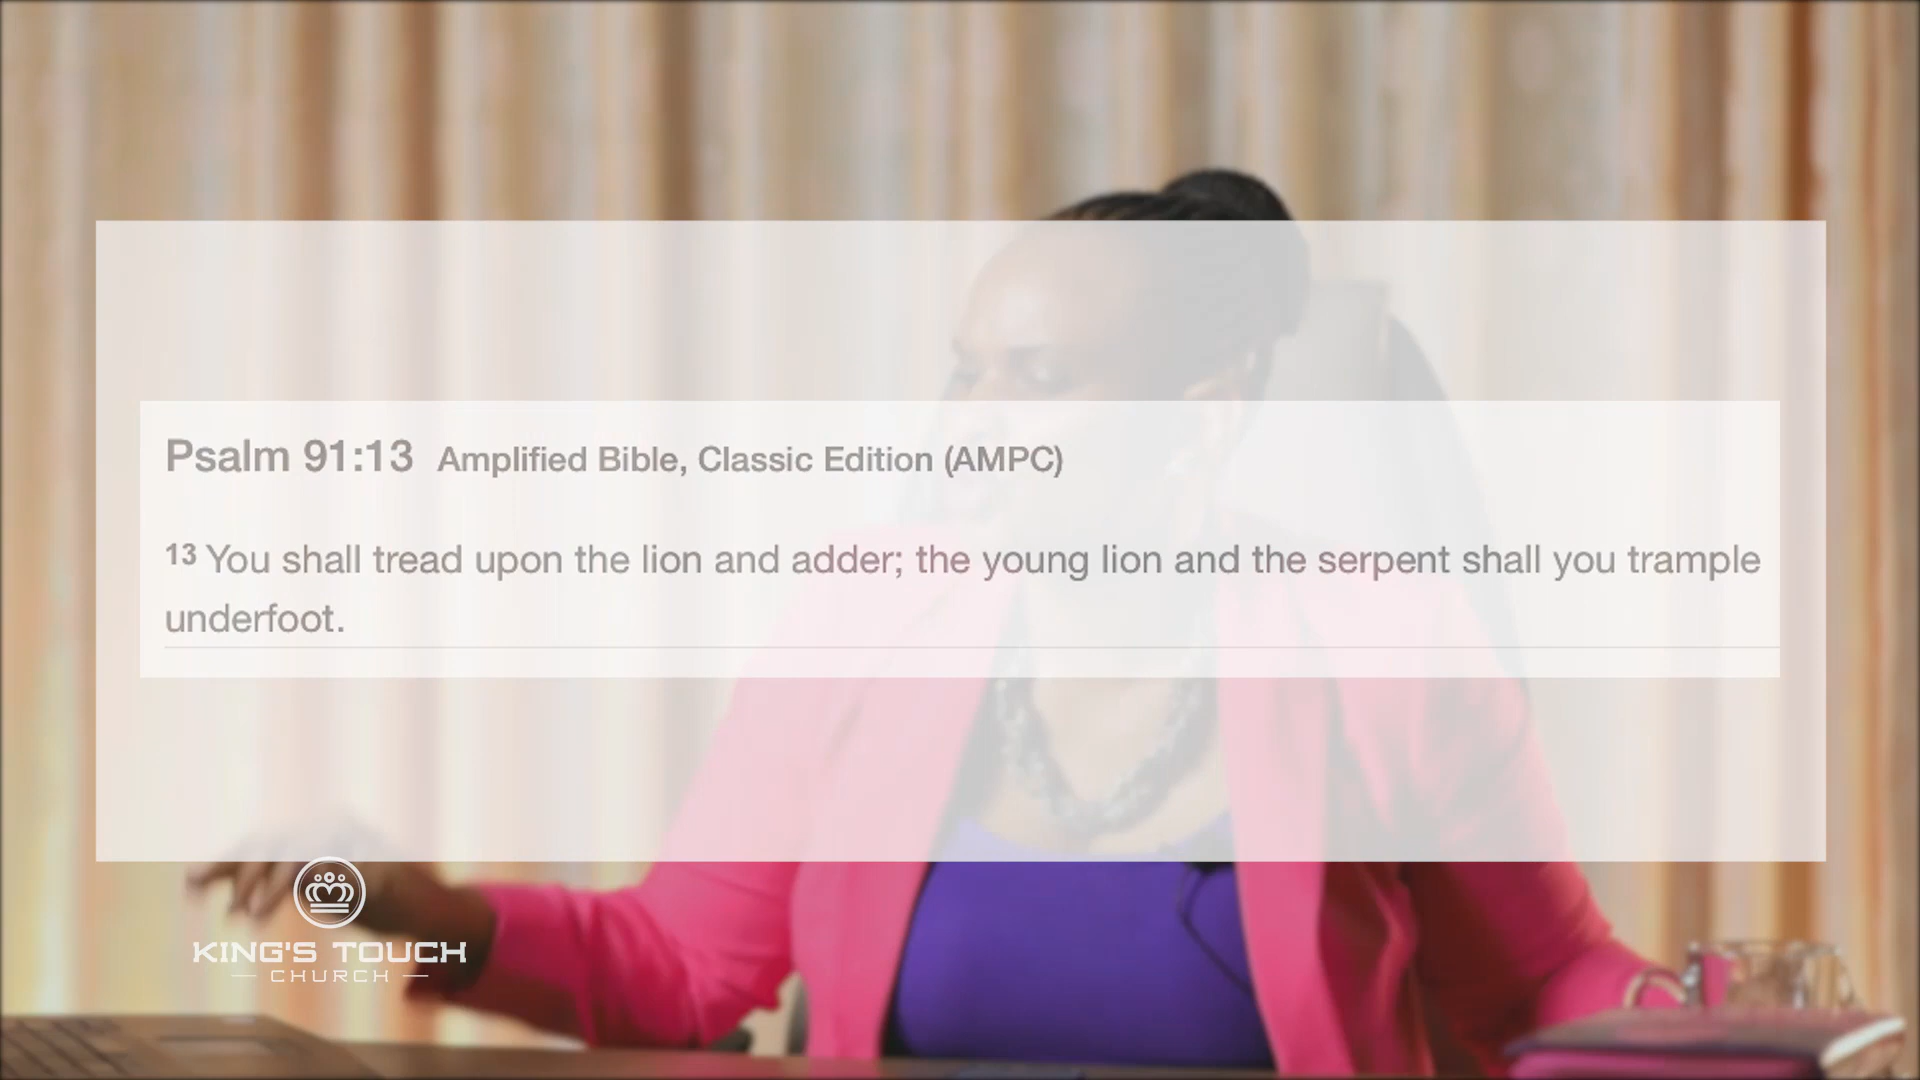 Psalm 91:13 Amplified Bible, Classic Edition (AMPC)
13 You shall tread upon the lion and adder; the young lion and the serpent shall you trample
underfoot.
KING'S TOUCH
CHURCH